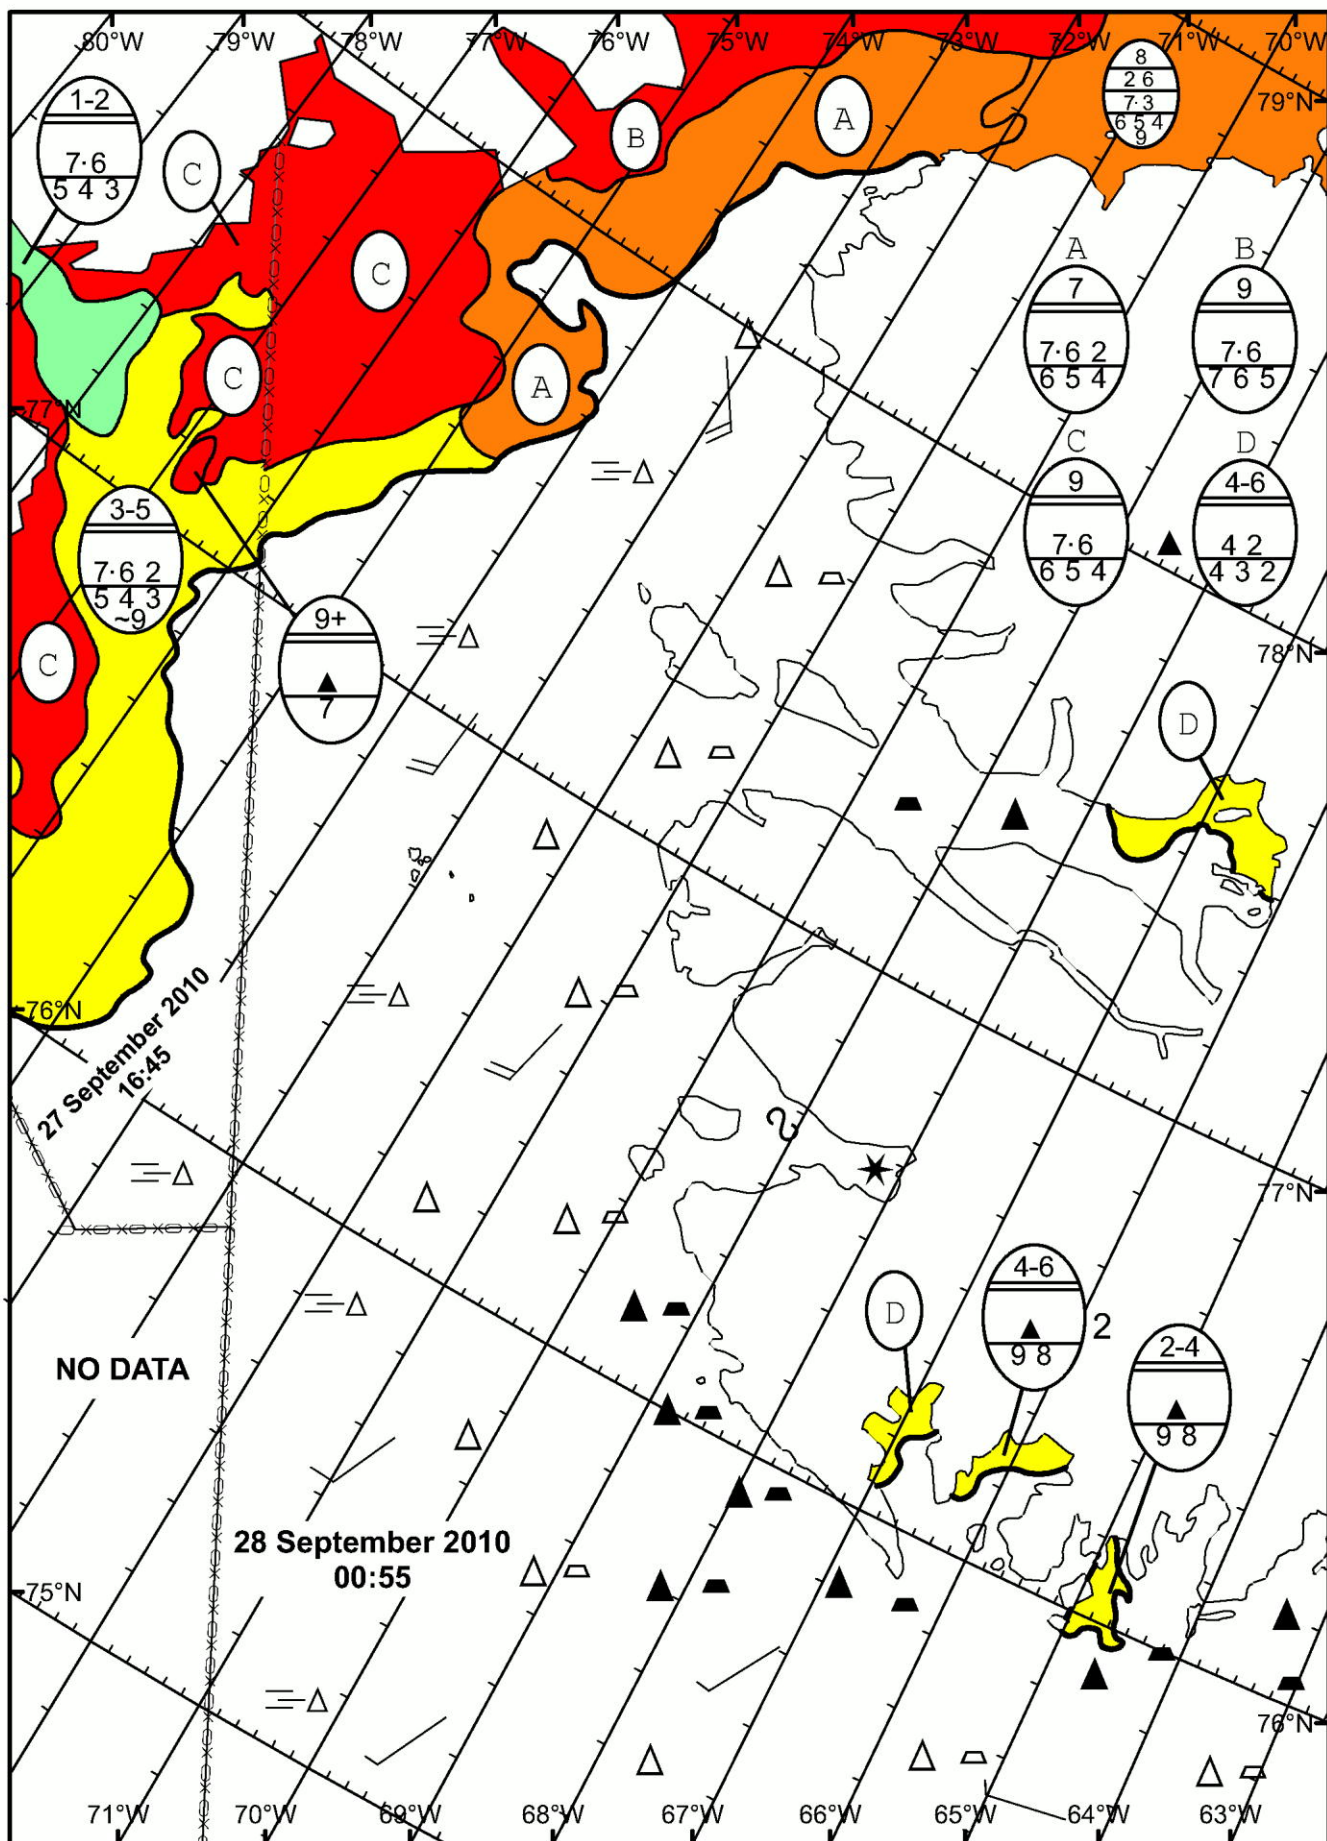 80°W 79°W 78°W 77°W 76°W 75°W 74°W 73°W 72°W 71°W 70°W
8
2 6
7· 3
6 5 4
9
79°N
1-2
7·6
5 4 3
C
B
A
C
A B
7
7·6 2
6 5 4
9
7·6
7 6 5
C
A
77°N
C D
9
7·6
6 5 4
4-6
4 2
4 3 2
3-5
7·6 2
5 4 3
~9
9+
7
C
78°N
D
76°N
27 September 2010
16:45
2
77°N
4-6
9 8
2
D
2-4
9 8
NO DATA
28 September 2010
00:55
75°N
76°N
71°W 70°W 69°W 68°W 67°W 66°W 65°W 64°W 63°W